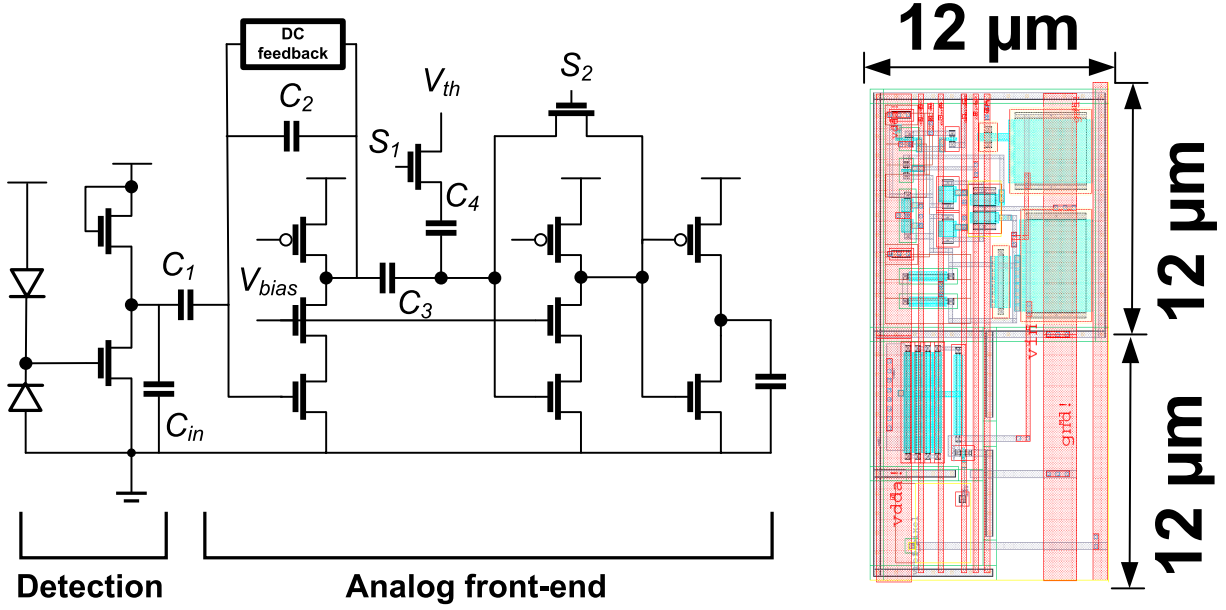 DC
feedback
C2
Vth
S2
S1
C4
C1
Vbias
C3
Cin
Detection
Analog front-end
12 µm
12 µm
12 µm
vin
gnd!
vdda!